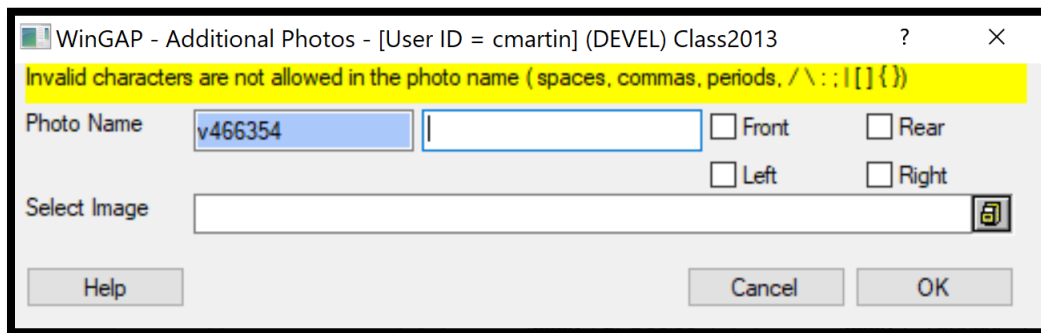 WinGAP - Additional Photos - [User ID = cmartin] (DEVEL) Class2013 ? ×
Invalid characters are not allowed in the photo name ( spaces, commas, periods, / \ : ; | [ ] { })
Photo Name v466354 Front Rear
Left Right
Select Image
Help Cancel OK